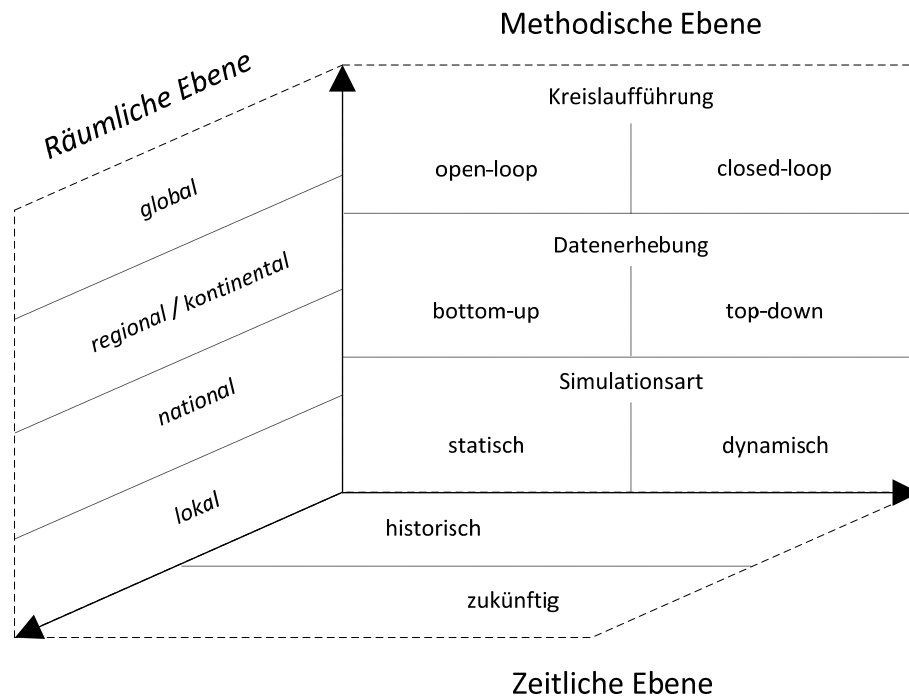 Methodische Ebene
Räumliche Ebene
Kreislaufführung
open-loop
closed-loop
global
Datenerhebung
bottom-up
top-down
regional / kontinental
Simulationsart
statisch
dynamisch
national
lokal
historisch
zukünftig
Zeitliche Ebene